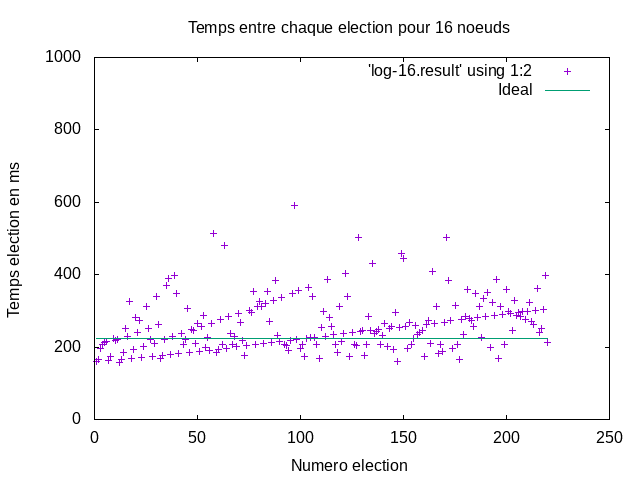 Temps entre chaque election pour 16 noeuds
'log-16.result' using 1:2
Ideal
1000
800
600
400
200
0
Temps election en ms
0 50 100 150 200 250
Numero election